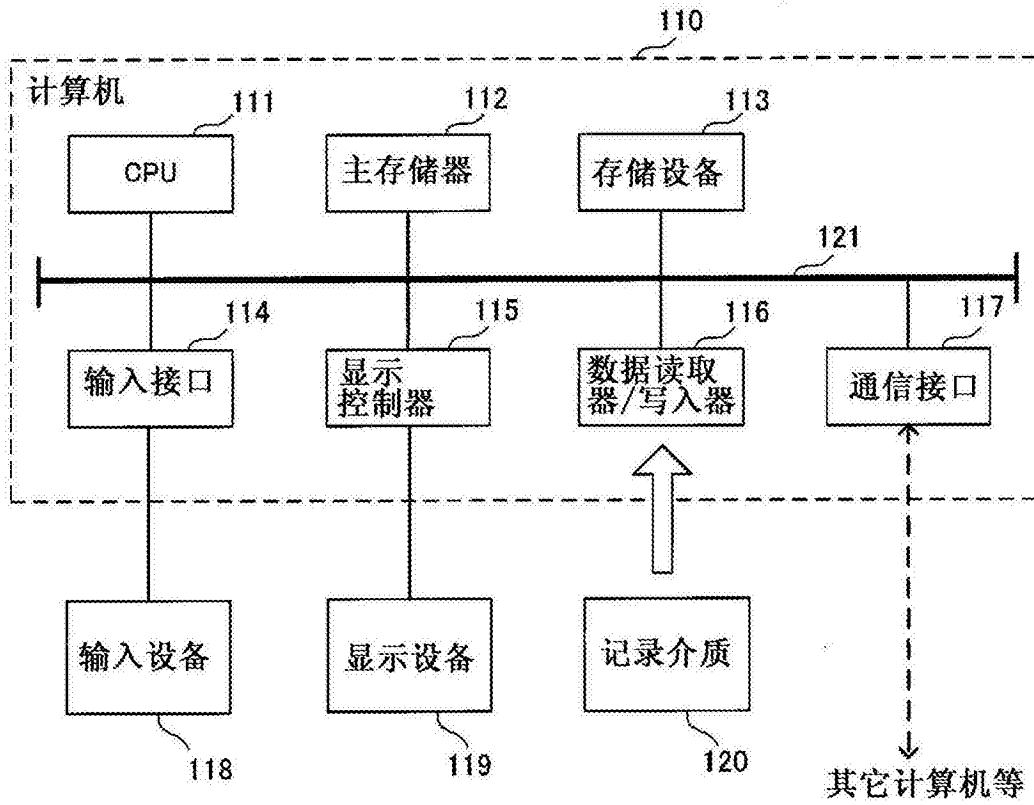 110
计算机
111
112
113
CPU
主存储器
存储设备
121
114
115
116
117
输入接口
显示
控制器
数据读取
器/写入器
通信接口
输入设备
显示设备
记录介质
118
119
120
其它计算机等